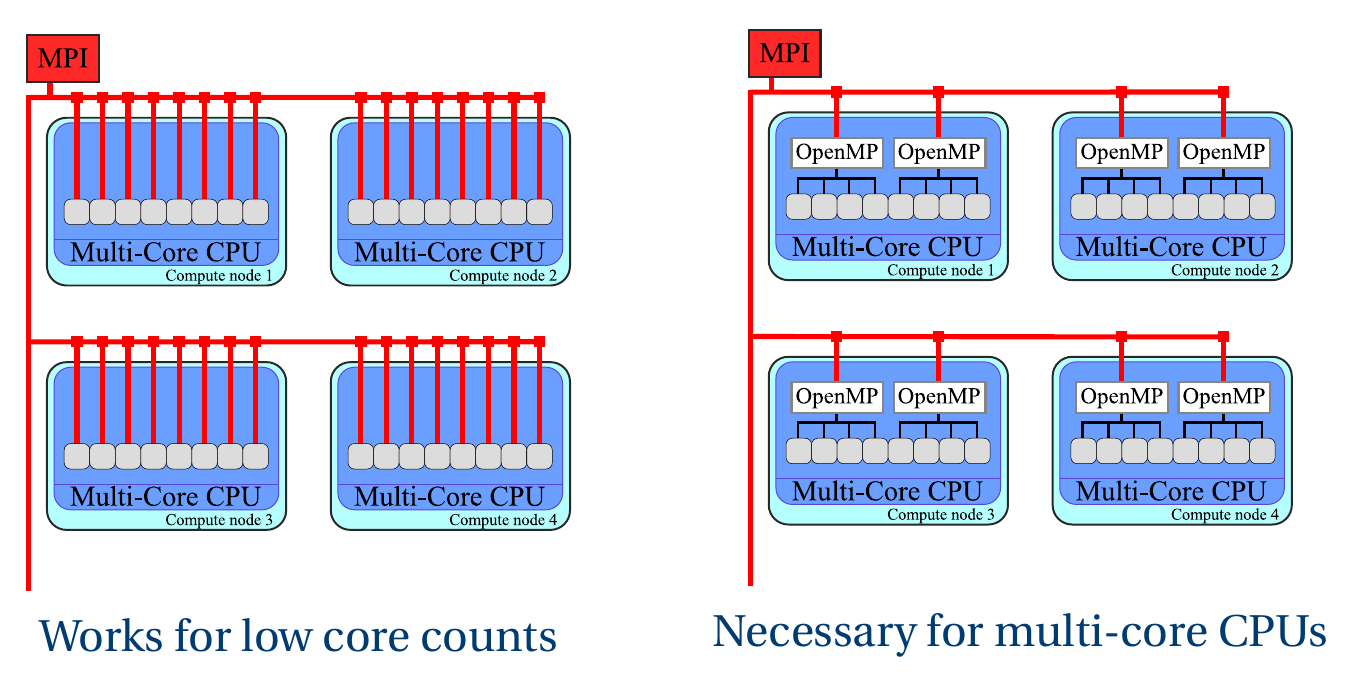 MPI
Multi-Core CPU
Compute node 1
Multi-Core CPU
Compute node 2
Multi-Core CPU
Compute node 3
Multi-Core CPU
Compute node 4
Works for low core counts
MPI
OpenMP OpenMP
Multi-Core CPU
Compute node 1
OpenMP OpenMP
Multi-Core CPU
Compute node 2
OpenMP OpenMP
Multi-Core CPU
Compute node 3
OpenMP OpenMP
Multi-Core CPU
Compute node 4
Necessary for multi-core CPUs